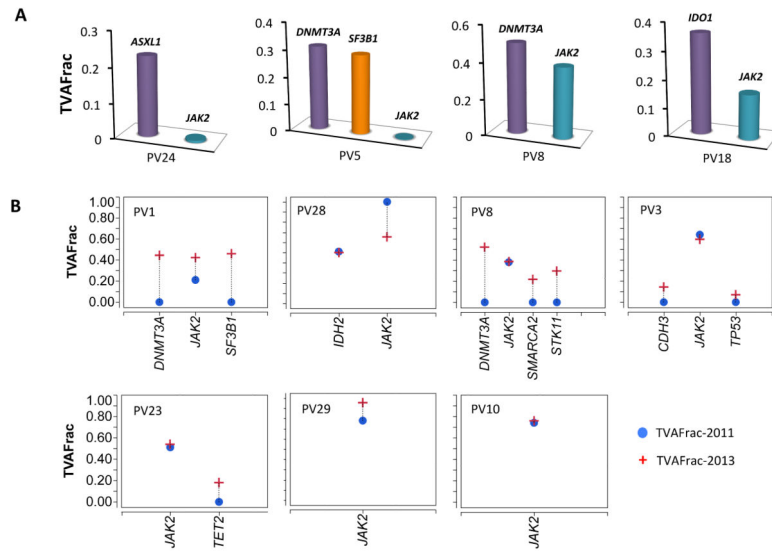 A
TVAFrac
0.3
0.2
0.1
0
ASXL1
JAK2
PV24
0.4
0.3
0.2
0.1
0
DNMT3A
SF3B1
JAK2
PV5
0.6
0.4
0.2
0
DNMT3A
JAK2
PV8
0.4
0.3
0.2
0.1
0
IDO1
JAK2
PV18
B
TVAFrac
1.00
0.80
0.60
0.40
0.20
0.00
PV1
DNMT3A
JAK2
SF3B1
PV28
IDH2
JAK2
PV8
DNMT3A
JAK2
SMARCA2
STK11
PV3
CDH3
JAK2
TP53
TVAFrac
1.00
0.80
0.60
0.40
0.20
0.00
PV23
JAK2
TET2
PV29
JAK2
PV10
JAK2
TVAFrac-2011
TVAFrac-2013